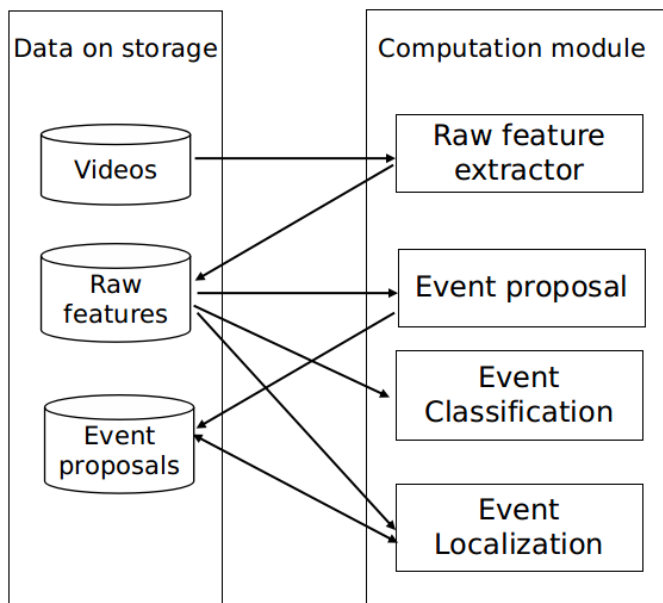 Data on storage
Computation module
Videos
Raw feature
extractor
Raw
features
Event proposal
Event
Classification
Event
proposals
Event
Localization